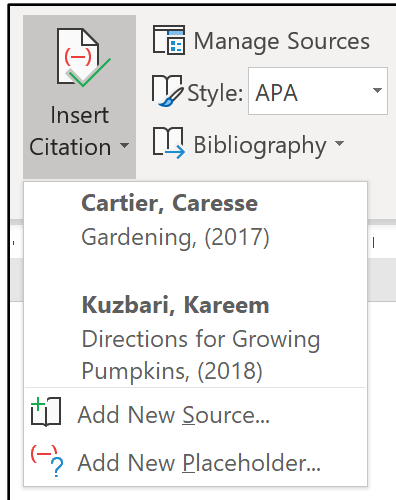 Insert
Citation
Manage Sources
Style: APA
Bibliography
Cartier, Caresse
Gardening, (2017)
Kuzbari, Kareem
Directions for Growing
Pumpkins, (2018)
Add New Source...
Add New Placeholder...